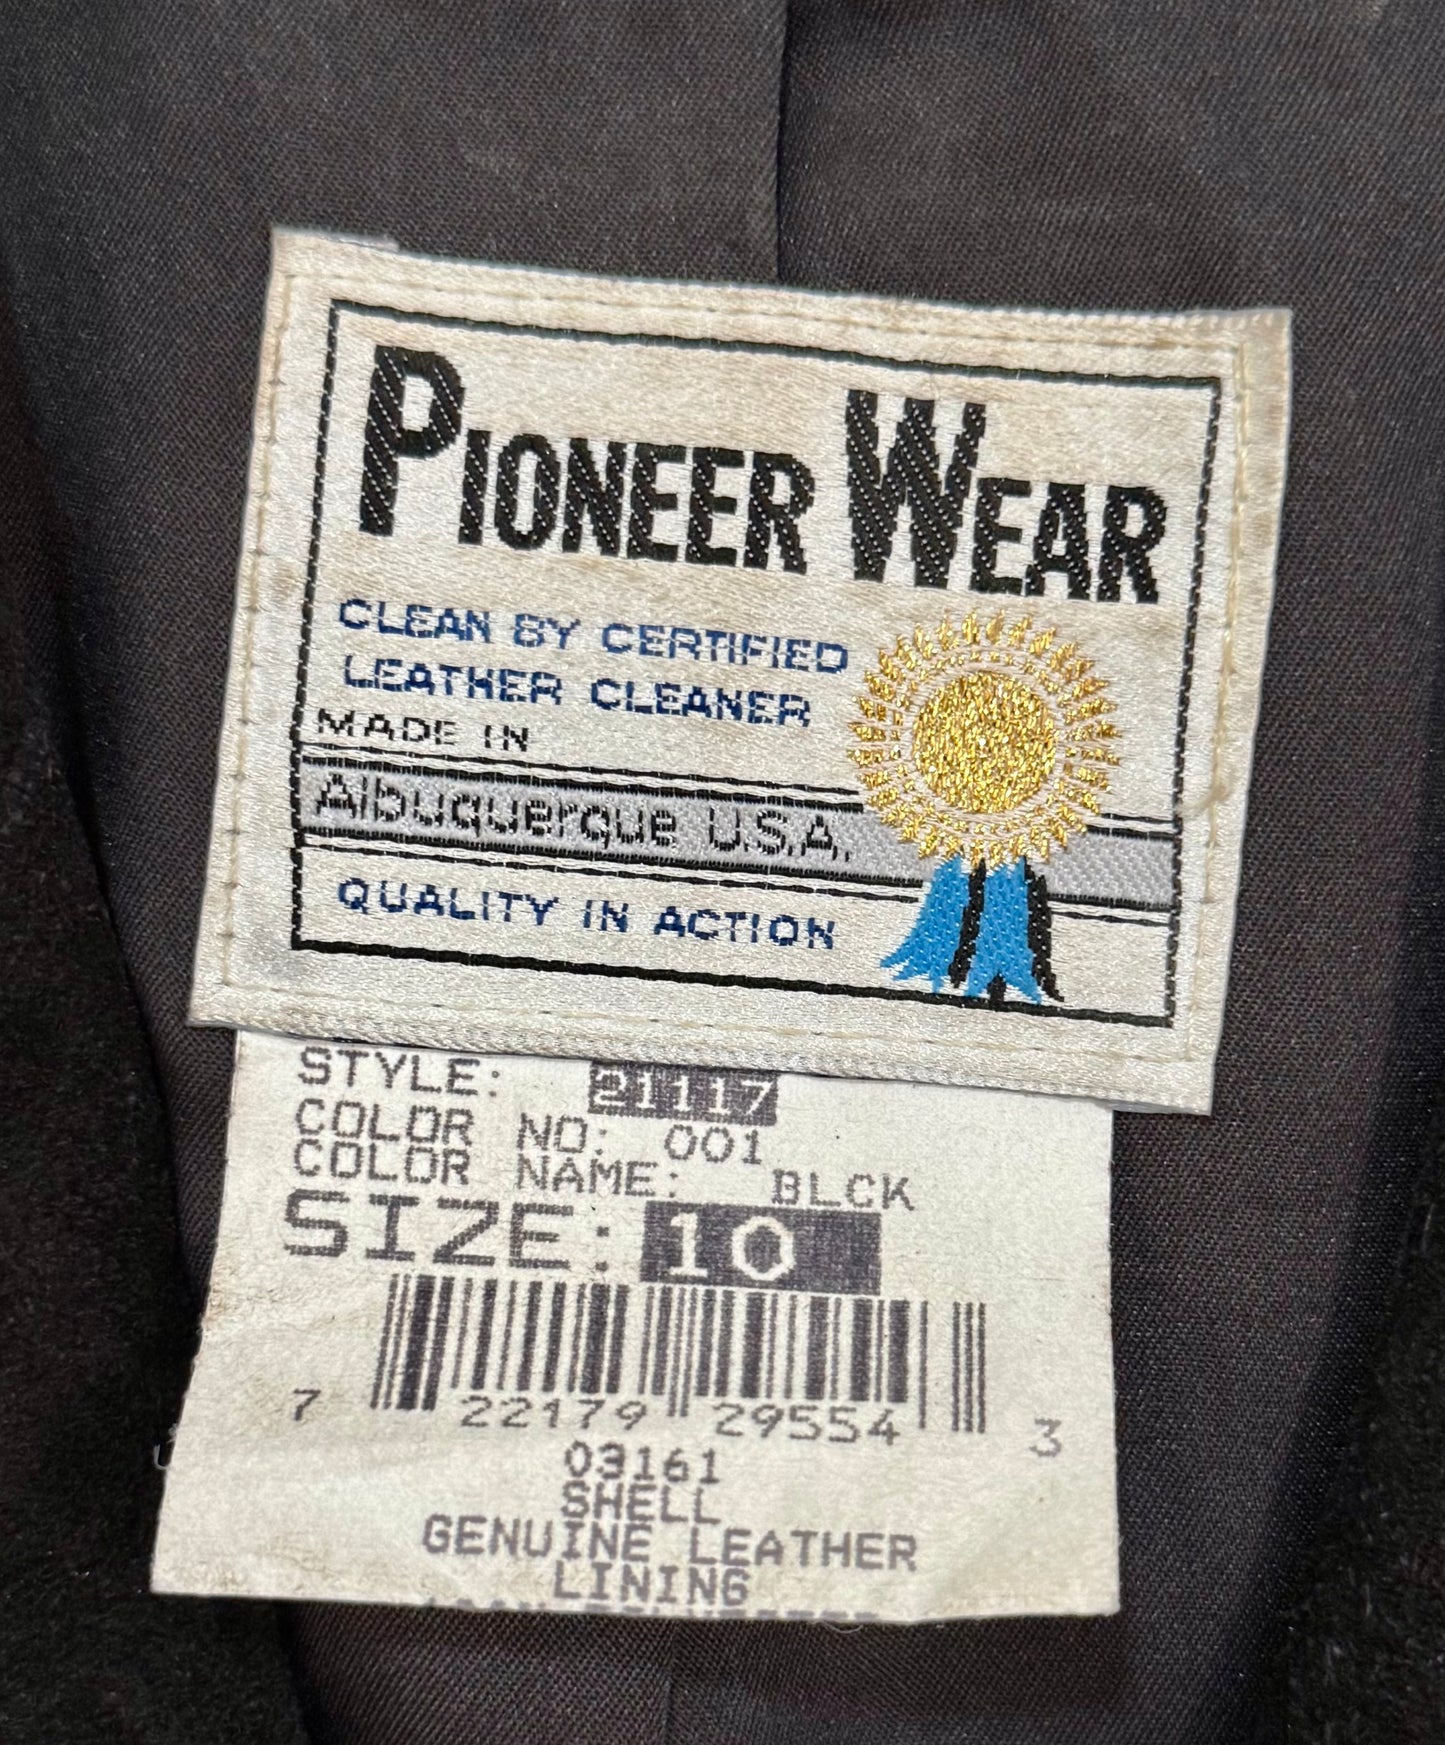 PIONEER WEAR
CLEAN BY CERTIFIED
LEATHER CLEANER
MADE IN
Albuquerque U.S.A.
QUALITY IN ACTION
STYLE: 21117
COLOR NO: 001
COLOR NAME: BLCK
SIZE: 10
7 22179 29554 3
03161
SHELL
GENUINE LEATHER
LINING